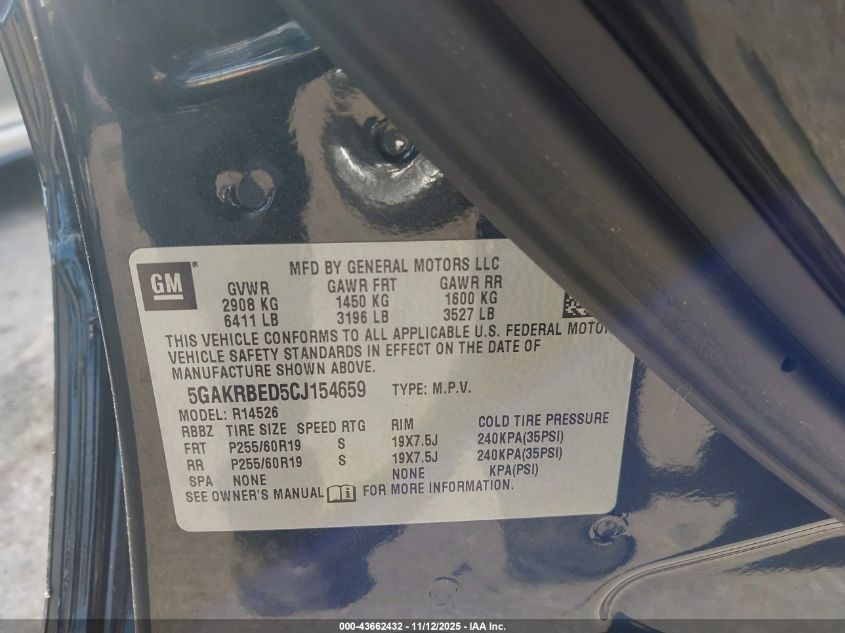 GM ®
MFD BY GENERAL MOTORS LLC
GVWR GAWR FRT GAWR RR
2908 KG 1450 KG 1600 KG
6411 LB 3196 LB 3527 LB
THIS VEHICLE CONFORMS TO ALL APPLICABLE U.S. FEDERAL MOTOR
VEHICLE SAFETY STANDARDS IN EFFECT ON THE DATE OF
MANUFACTURE SHOWN ABOVE.
5GAKRBED5CJ154659 TYPE: M.P.V.
MODEL: R14526
RBBZ TIRE SIZE SPEED RTG RIM COLD TIRE PRESSURE
FRT P255/60R19 S 19X7.5J 240KPA(35PSI)
RR P255/60R19 S 19X7.5J 240KPA(35PSI)
SPA NONE NONE KPA(PSI)
SEE OWNER'S MANUAL i FOR MORE INFORMATION.
000-43662432 - 11/12/2025 - IAA Inc.